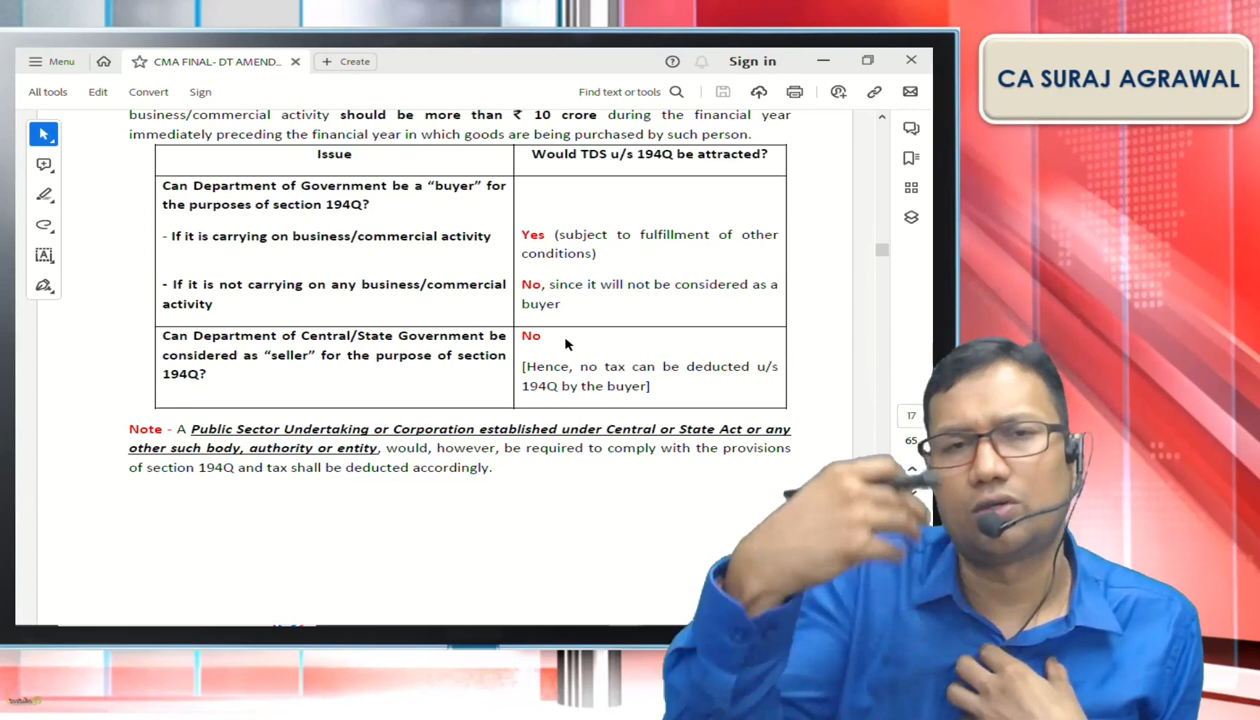 Menu
CMA FINAL- DT AMEND...
Create
Sign in
All tools
Edit
Convert
Sign
Find text or tools
CA SURAJ AGRAWAL
business/commercial activity should be more than ₹ 10 crore during the financial year
immediately preceding the financial year in which goods are being purchased by such person.
Issue
Would TDS u/s 194Q be attracted?
Can Department of Government be a “buyer” for
the purposes of section 194Q?
- If it is carrying on business/commercial activity
Yes (subject to fulfillment of other
conditions)
- If it is not carrying on any business/commercial
activity
No, since it will not be considered as a
buyer
Can Department of Central/State Government be
considered as “seller” for the purpose of section
194Q?
No
[Hence, no tax can be deducted u/s
194Q by the buyer]
Note - A Public Sector Undertaking or Corporation established under Central or State Act or any
other such body, authority or entity, would, however, be required to comply with the provisions
of section 194Q and tax shall be deducted accordingly.
17
65